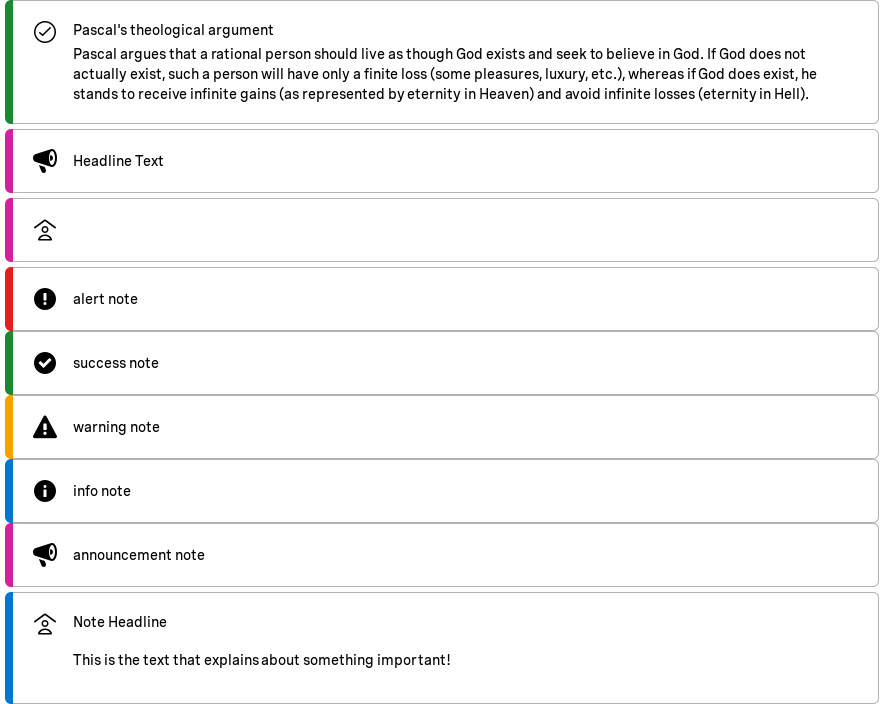 Pascal's theological argument
Pascal argues that a rational person should live as though God exists and seek to believe in God. If God does not
actually exist, such a person will have only a finite loss (some pleasures, luxury, etc.), whereas if God does exist, he
stands to receive infinite gains (as represented by eternity in Heaven) and avoid infinite losses (eternity in Hell).
Headline Text
alert note
success note
warning note
info note
announcement note
Note Headline
This is the text that explains about something important!